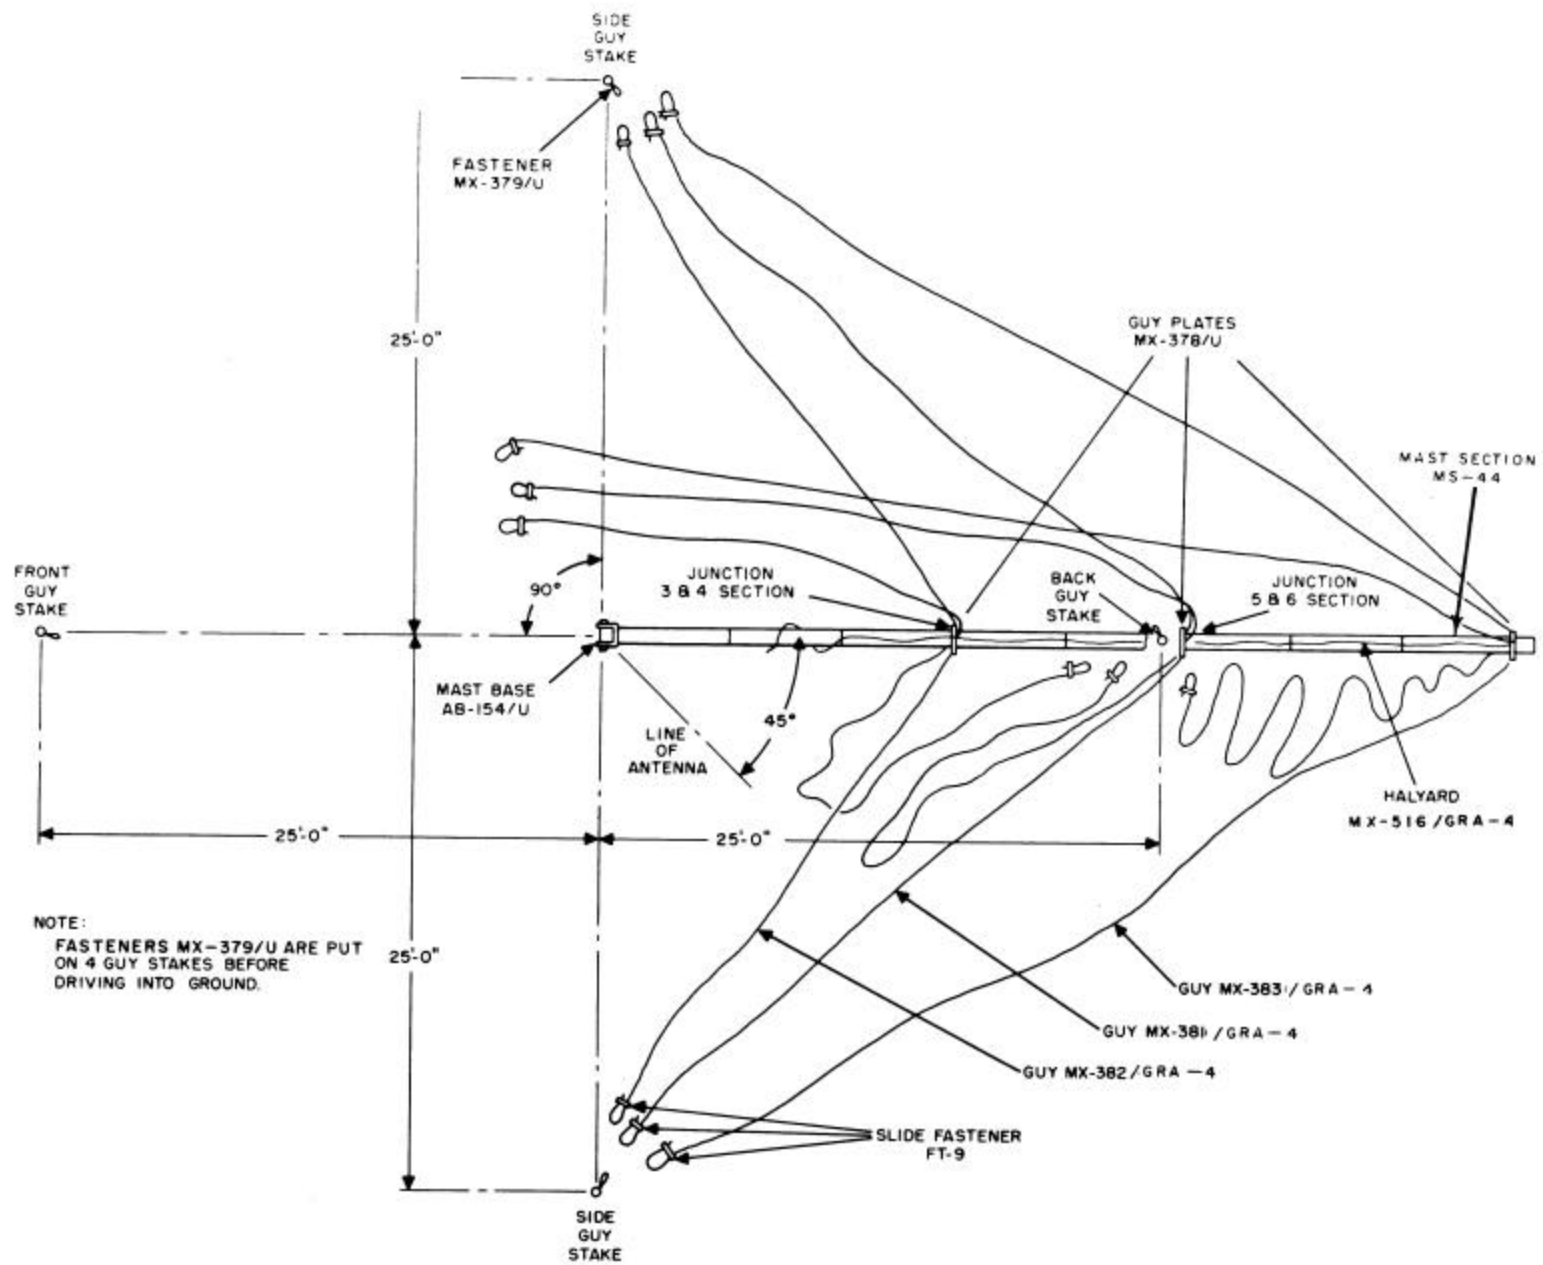 SIDE
GUY
STAKE
FASTENER
MX-379/U
25'-0"
GUY PLATES
MX-378/U
MAST SECTION
MS-44
FRONT
GUY
STAKE
90°
JUNCTION
3 & 4 SECTION
BACK
GUY
STAKE
JUNCTION
5 & 6 SECTION
MAST BASE
AB-154/U
45°
LINE
OF
ANTENNA
HALYARD
MX-516/GRA-4
25'-0"
25'-0"
NOTE:
FASTENERS MX-379/U ARE PUT
ON 4 GUY STAKES BEFORE
DRIVING INTO GROUND.
25'-0"
GUY MX-383/GRA-4
GUY MX-381/GRA-4
GUY MX-382/GRA-4
SLIDE FASTENER
FT-9
SIDE
GUY
STAKE